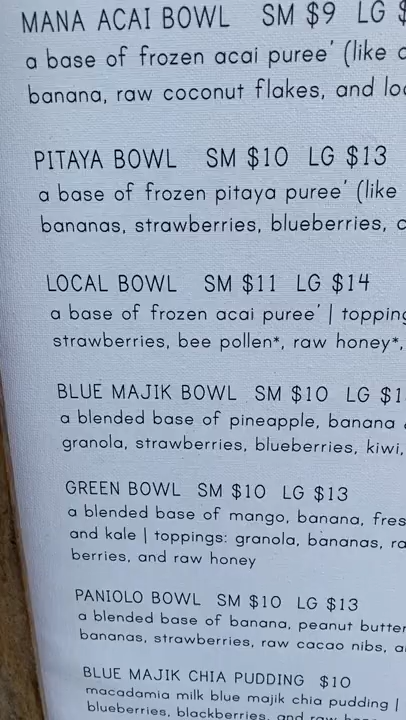 MANA ACAI BOWL SM $9 LG
a base of frozen acai puree' (like
banana, raw coconut flakes, and
PITAYA BOWL SM $10 LG $13
a base of frozen pitaya puree' (like
bananas, strawberries, blueberries,
LOCAL BOWL SM $11 LG $14
a base of frozen acai puree' | topping
strawberries, bee pollen*, raw honey*,
BLUE MAJIK BOWL SM $10 LG $1
a blended base of pineapple, banana
granola, strawberries, blueberries, kiwi,
GREEN BOWL SM $10 LG $13
a blended base of mango, banana, fres
and kale | toppings: granola, bananas, ra
berries, and raw honey
PANIOLO BOWL SM $10 LG $13
a blended base of banana, peanut butter
bananas, strawberries, raw cacao nibs,
BLUE MAJIK CHIA PUDDING $10
macadamia milk blue majik chia pudding |
blueberries, blackberries, and raw